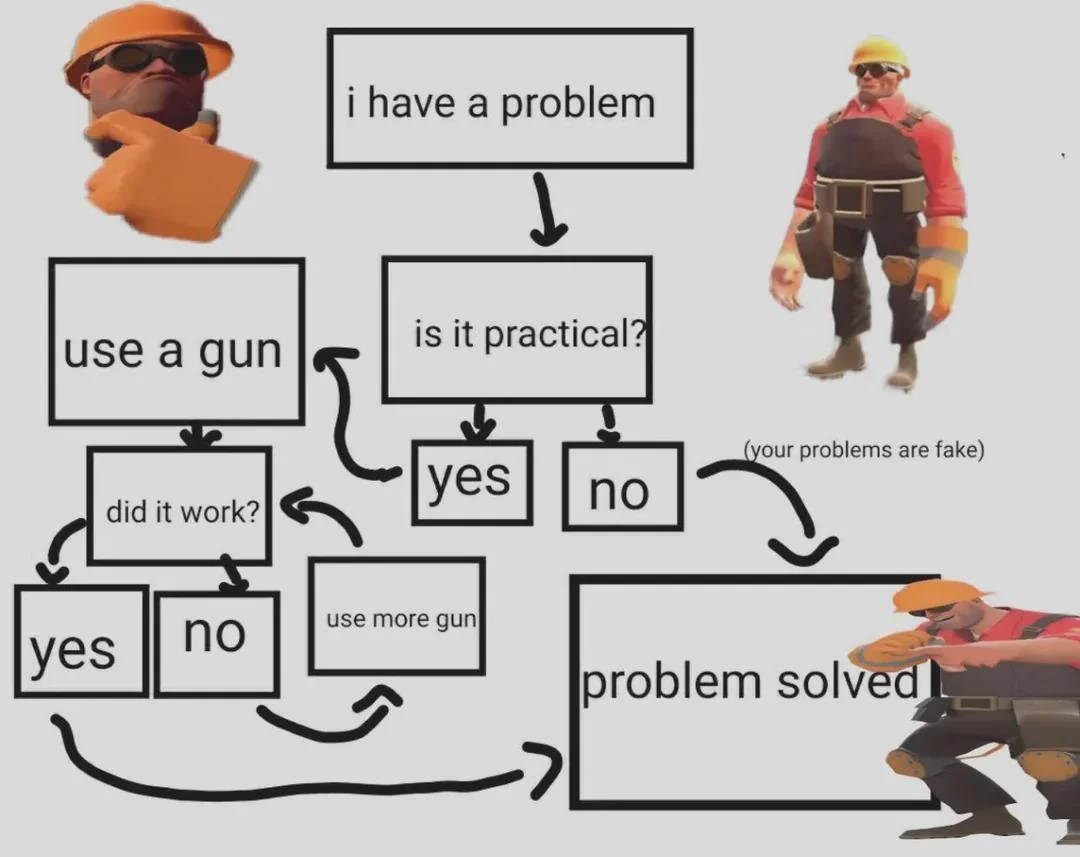 i have a problem
is it practical?
use a gun
yes
no
(your problems are fake)
did it work?
yes
no
use more gun
problem solved